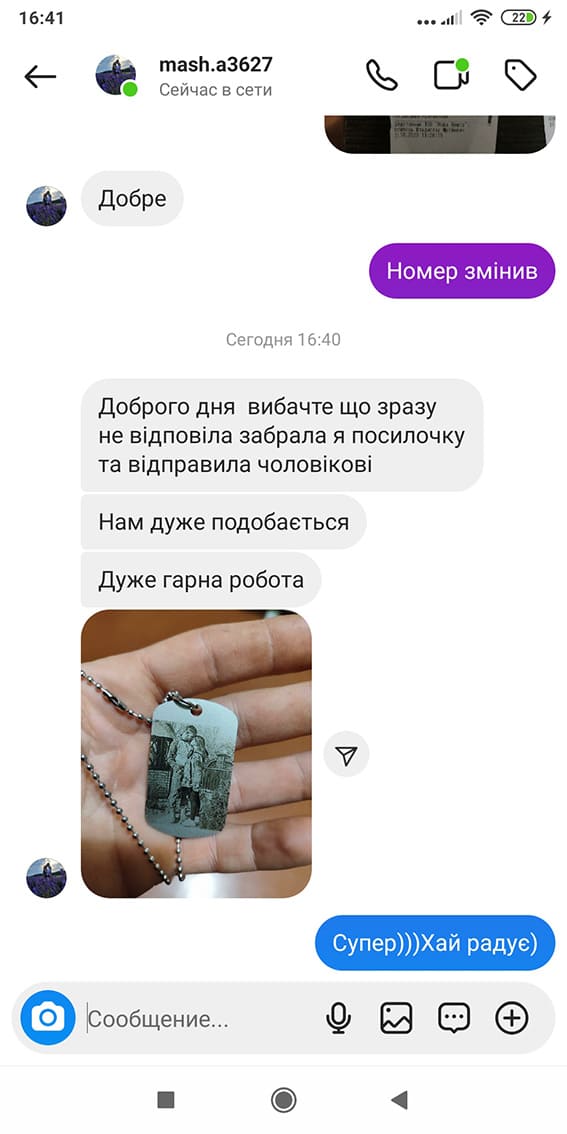 16:41
22
mash.a3627
Сейчас в сети
Добре
Номер змінив
Сегодня 16:40
Доброго дня вибачте що зразу
не відповіла забрала я посилочку
та відправила чоловікові
Нам дуже подобається
Дуже гарна робота
Супер)))Хай радує)
Сообщение...